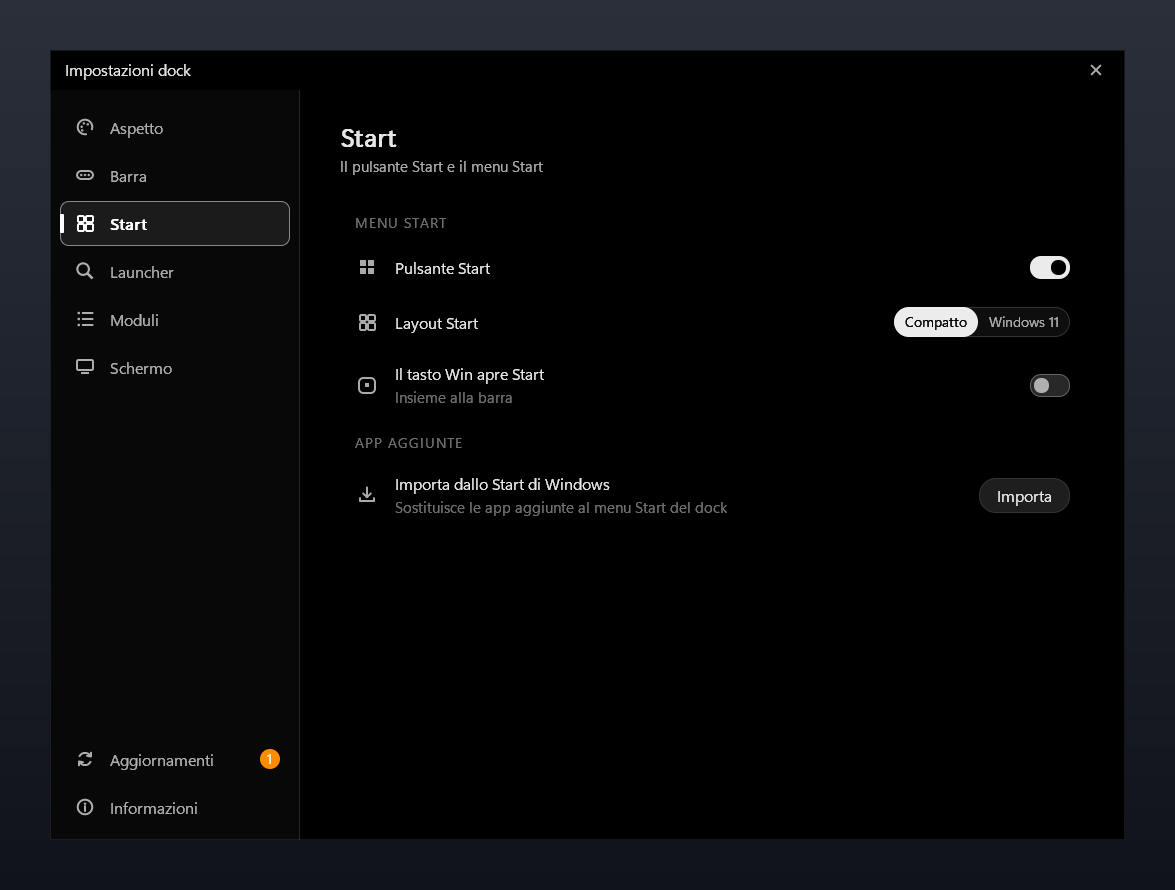 Impostazioni dock
Aspetto
Barra
Start
Launcher
Moduli
Schermo
Aggiornamenti 1
Informazioni
Start
Il pulsante Start e il menu Start
MENU START
Pulsante Start
Layout Start Compatto Windows 11
Il tasto Win apre Start
Insieme alla barra
APP AGGIUNTE
Importa dallo Start di Windows
Sostituisce le app aggiunte al menu Start del dock
Importa